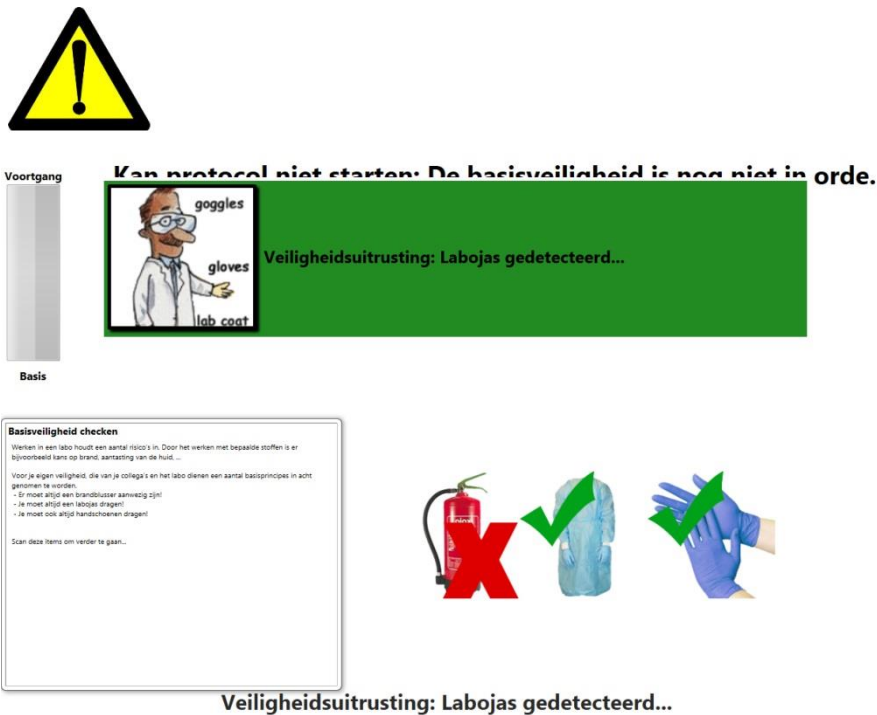 Kan protocol niet starten: De basisveiligheid is nog niet in orde.
Voortgang
goggles
gloves
lab coat
Veiligheidsuitrusting: Labojas gedetecteerd...
Basis
Basisveiligheid checken
Werken in een labo houdt een aantal risico's in. Door het werken met bepaalde stoffen is er
bijvoorbeeld kans op brand, aantasting van de huid, ...
Voor je eigen veiligheid, die van je collega's en het labo dienen een aantal basisprincipes in acht
genomen te worden.
- Er moet altijd een brandblusser aanwezig zijn!
- Je moet altijd een labojas dragen!
- Je moet ook altijd handschoenen dragen!
Scan deze items om verder te gaan...
Veiligheidsuitrusting: Labojas gedetecteerd...